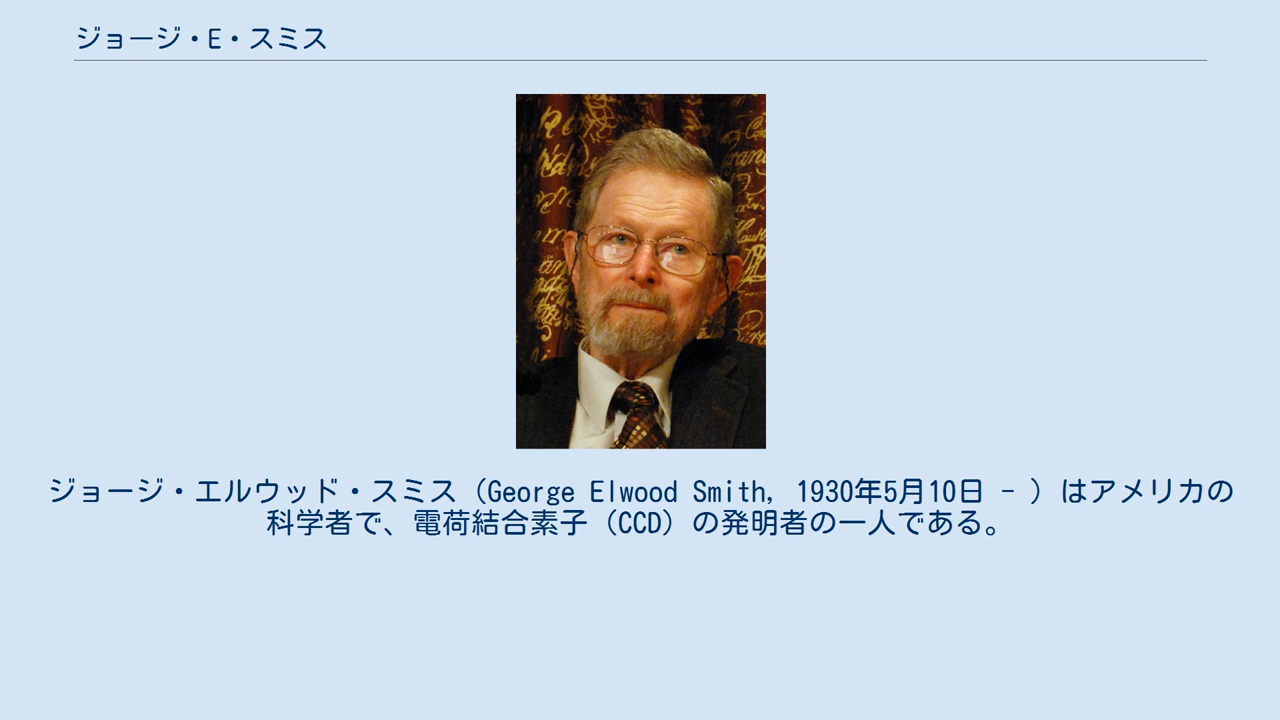 ジョージ・E・スミス
ジョージ・エルウッド・スミス（George Elwood Smith, 1930年5月10日 - ）はアメリカの
科学者で、電荷結合素子（CCD）の発明者の一人である。